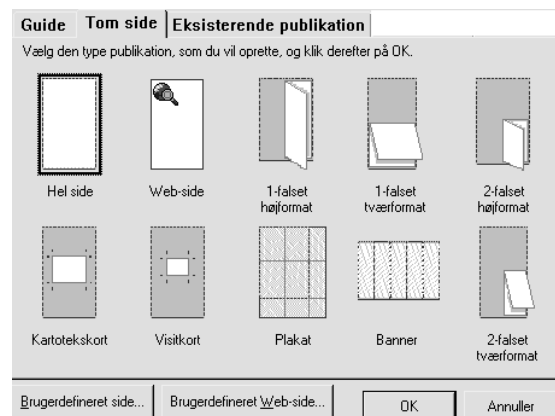 Guide Tom side Eksisterende publikation
Vælg den type publikation, som du vil oprette, og klik derefter på OK.
Hel side
Web-side
1-falset
højformat
1-falset
tværformat
2-falset
højformat
Kartotekskort
Visitkort
Plakat
Banner
2-falset
tværformat
Brugerdefineret side... Brugerdefineret Web-side... OK Annuller